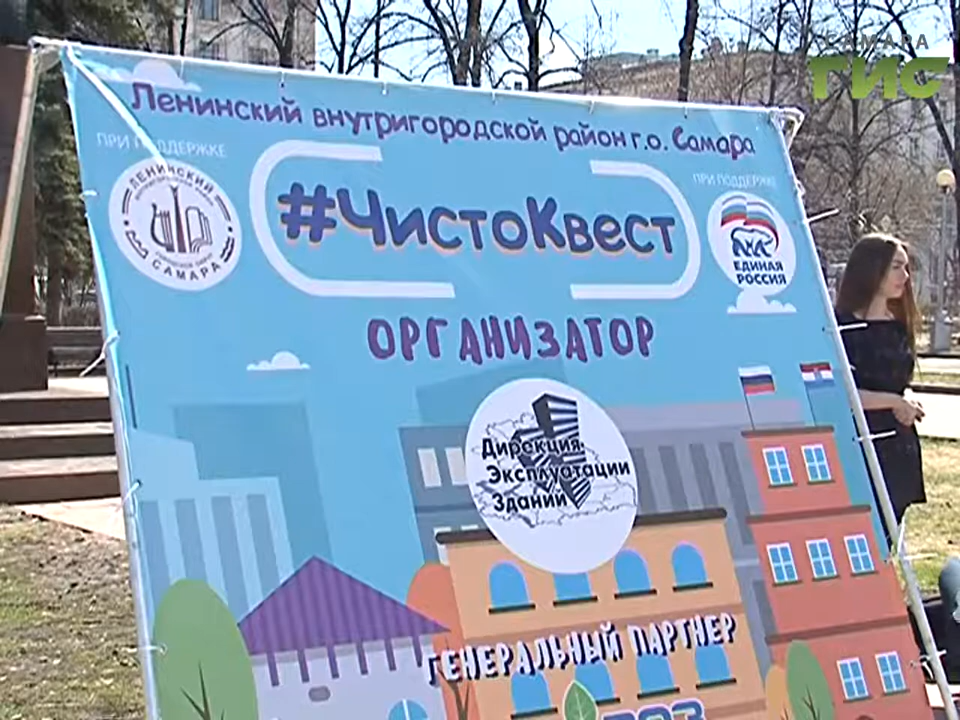 САМАРА
ГИС
Ленинский внутригородской район г.о. Самара
ПРИ ПОДДЕРЖКЕ
ЛЕНИНСКИЙ
САМАРА
#ЧистоКвест
ПРИ ПОДДЕРЖКЕ
ЕДИНАЯ
РОССИЯ
ОРГАНИЗАТОР
Дирекция
Эксплуатации
Зданий
ГЕНЕРАЛЬНЫЙ ПАРТНЕР